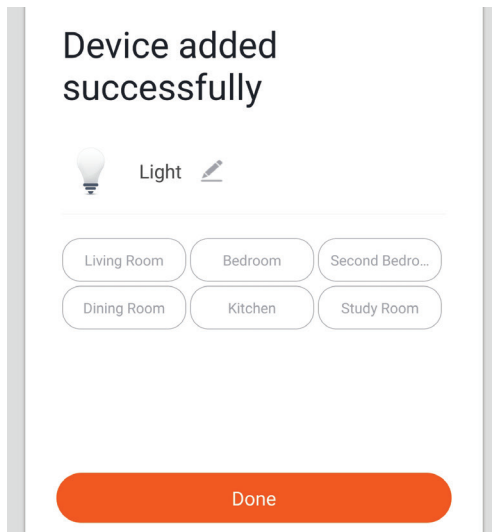 Device added
successfully
Light
Living Room Bedroom Second Bedro...
Dining Room Kitchen Study Room
Done